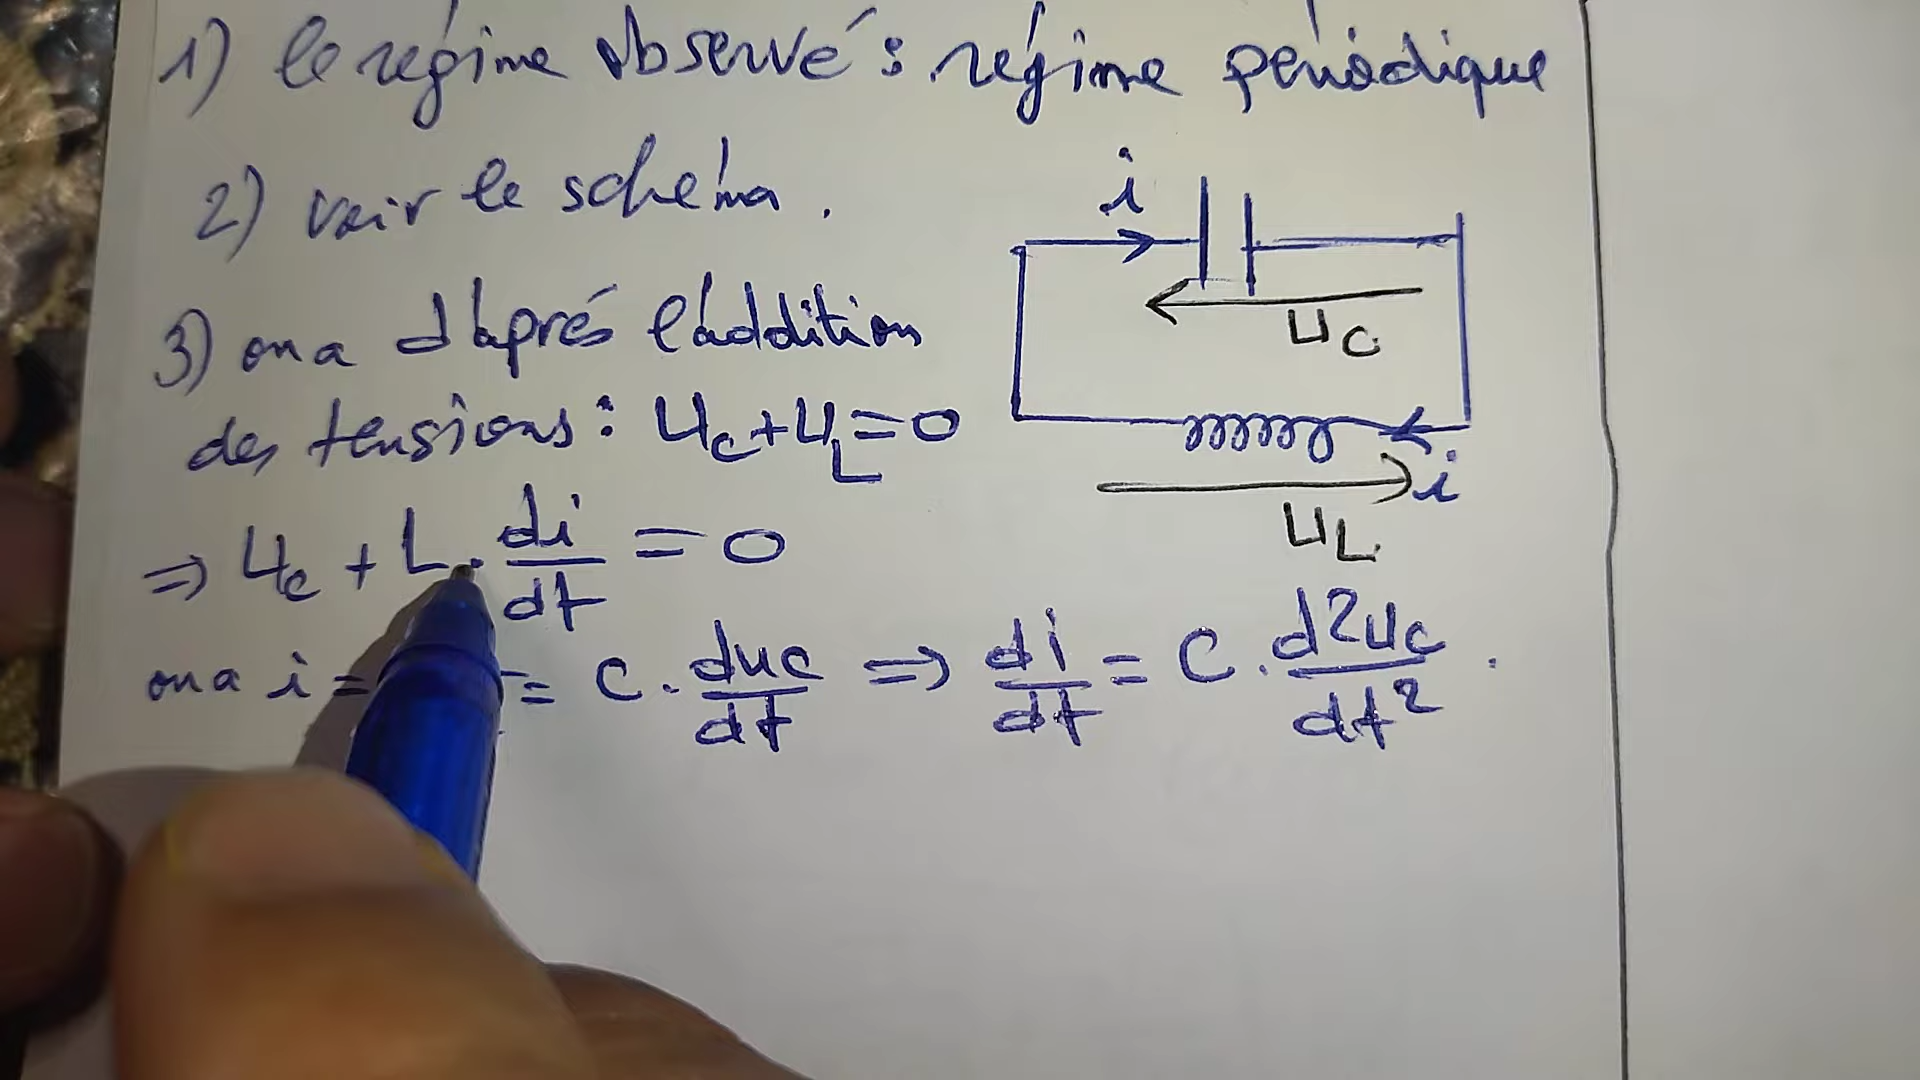 1) le régime observé : régime périodique
2) voir le schéma.
i
uc
i
uL
3) on a d'aprés l'addition
des tensions : uc + uL = 0
⇒ uc + L . di/dt = 0
on a i = = C . duc/dt ⇒ di/dt = C . d2uc/dt² .